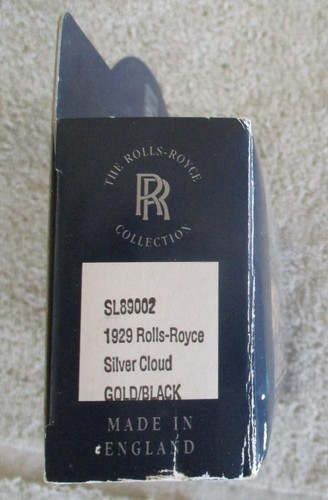 THE ROLLS-ROYCE
RR
COLLECTION
SL89002
1929 Rolls-Royce
Silver Cloud
GOLD/BLACK
MADE IN
ENGLAND